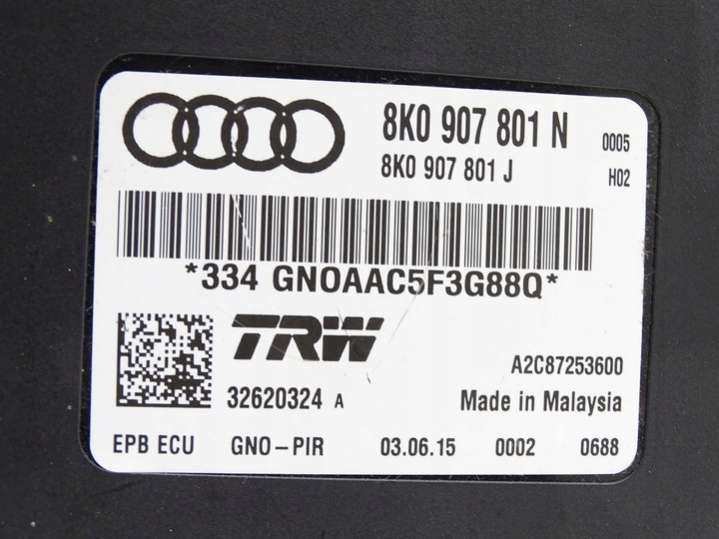 8K0 907 801 N 0005
8K0 907 801 J H02
*334 GNOAAC5F3G88Q*
TRW
A2C87253600
32620324 A Made in Malaysia
EPB ECU GNO-PIR 03.06.15 0002 0688